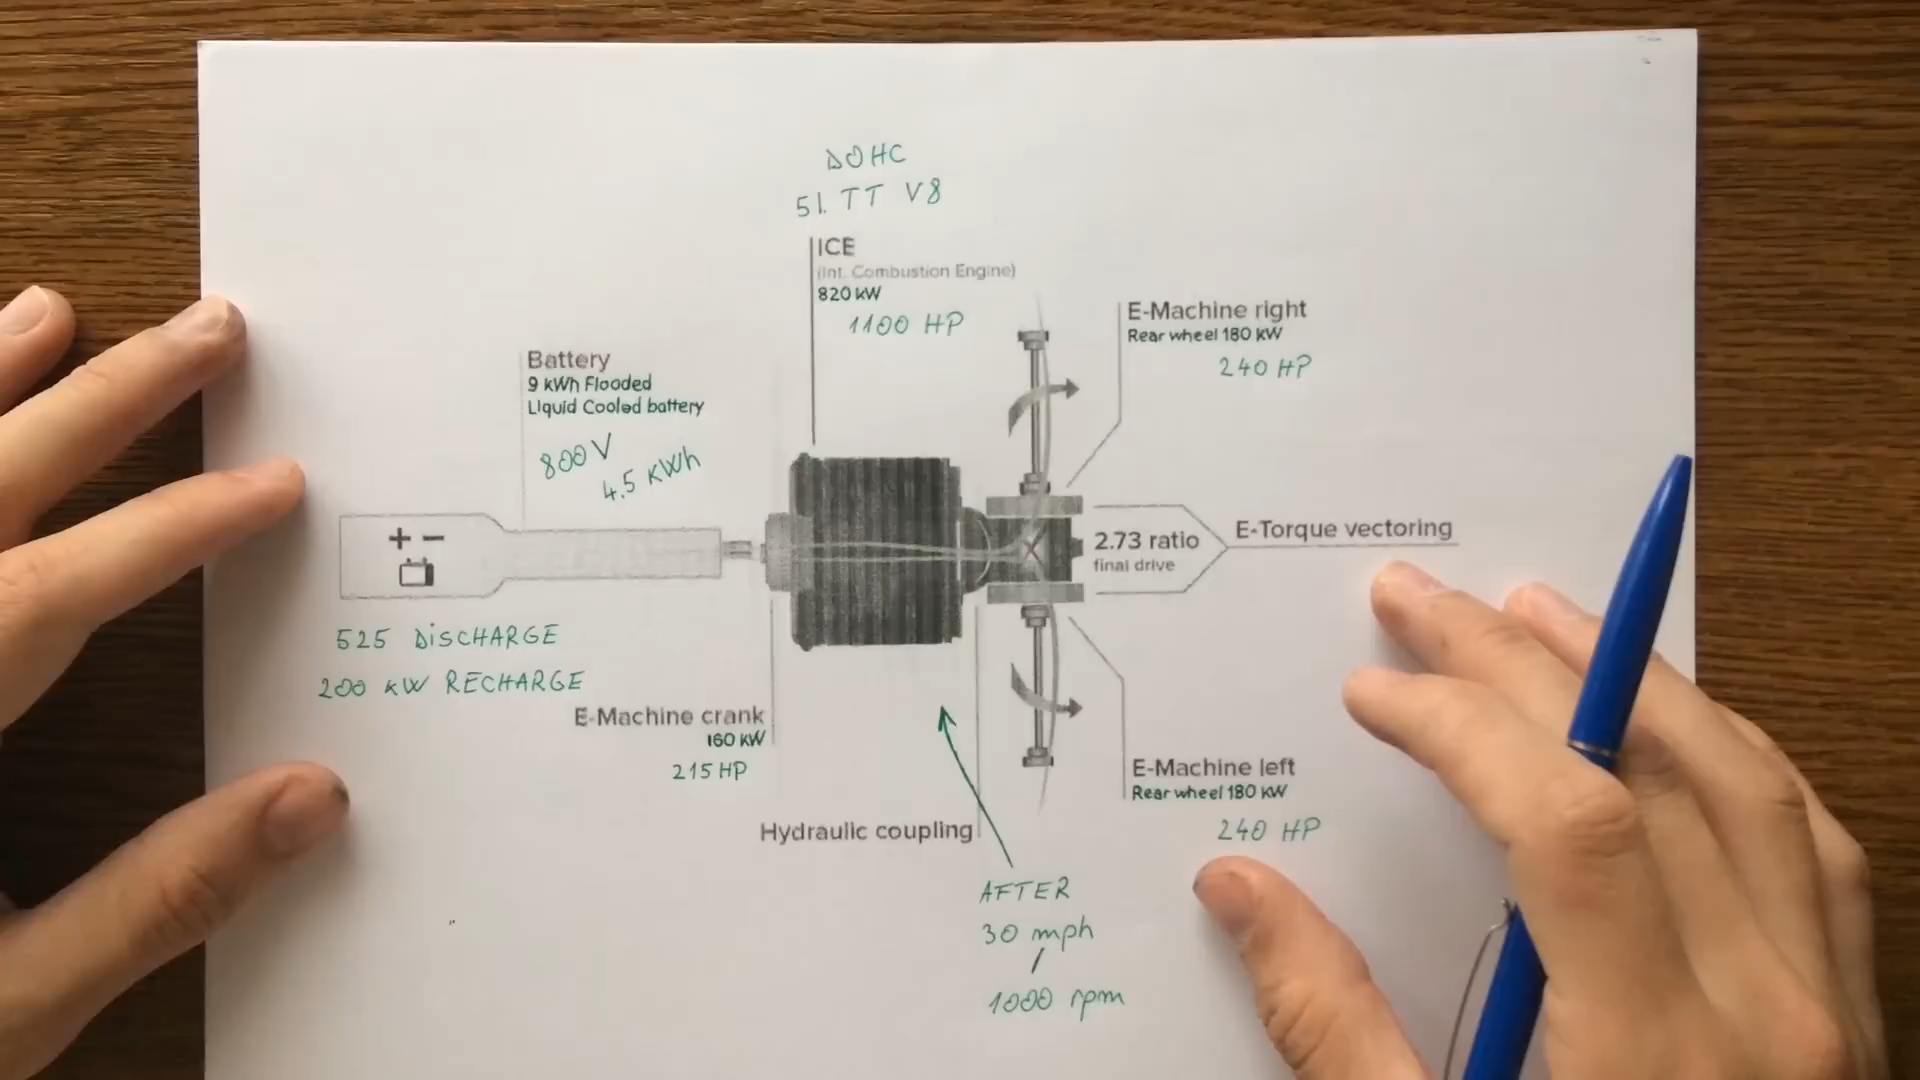 DOHC
5l. TT V8
ICE
(Int. Combustion Engine)
820 kW
1100 HP
E-Machine right
Rear wheel 180 kW
240 HP
Battery
9 kWh Flooded
Liquid Cooled battery
800V
4.5 KWh
+ −
2.73 ratio
final drive
E-Torque vectoring
525 DiSCHARGE
200 KW RECHARGE
E-Machine crank
160 kW
215 HP
Hydraulic coupling
E-Machine left
Rear wheel 180 kW
240 HP
AFTER
30 mph
/
1000 rpm